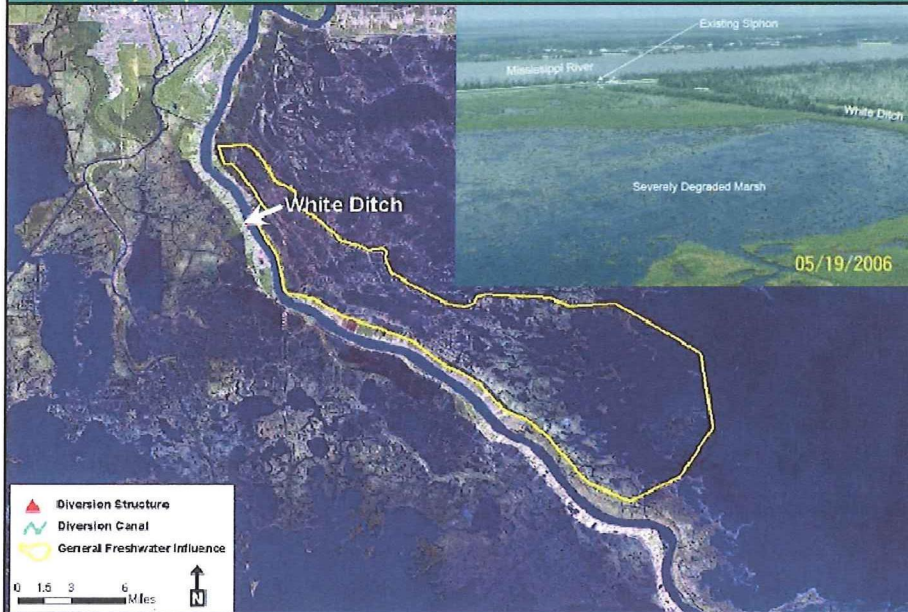 Existing Siphon
Mississippi River
White Ditch
Severely Degraded Marsh
05/19/2006
White Ditch
Diversion Structure
Diversion Canal
General Freshwater Influence
0 1.5 3 6
Miles
N